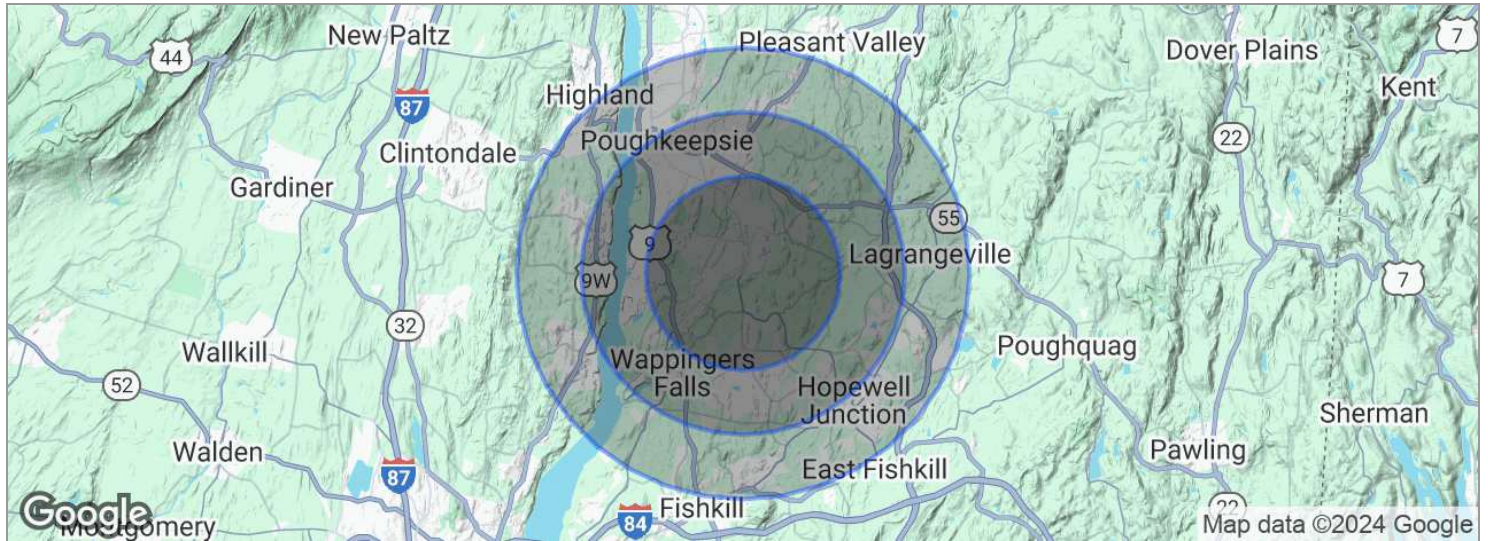 New Paltz
Pleasant Valley
7
44
Dover Plains
Highland
87
Kent
Poughkeepsie
22
Clintondale
Gardiner
55
9
Lagrangeville
9W
7
32
Wallkill
Wappingers
Falls
Poughquag
52
Hopewell
Junction
Sherman
Walden
Pawling
87
East Fishkill
Google
Fishkill
84
22
Montgomery
Map data ©2024 Google